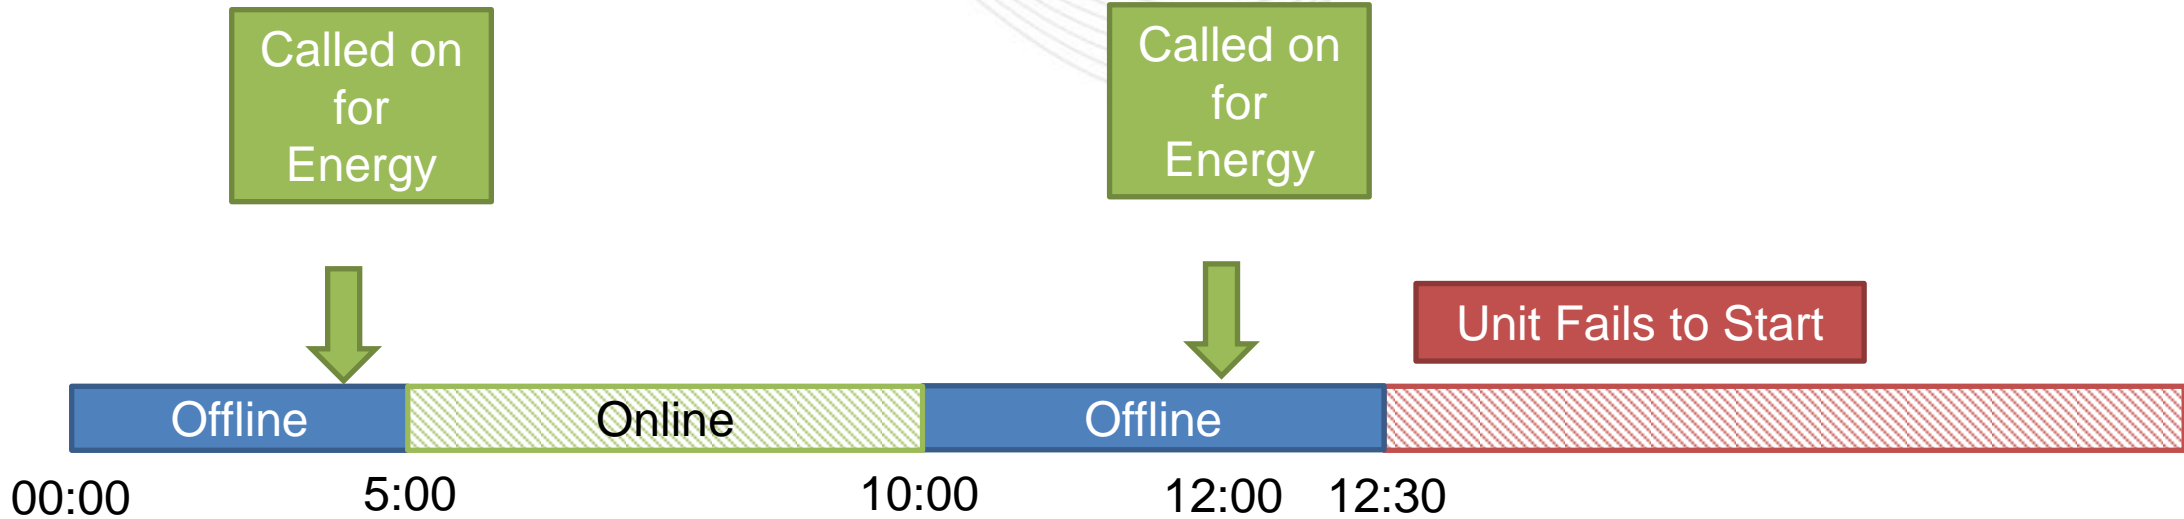 Called on
for
Energy
Called on
for
Energy
Unit Fails to Start
Offline
Online
Offline
00:00
5:00
10:00
12:00
12:30